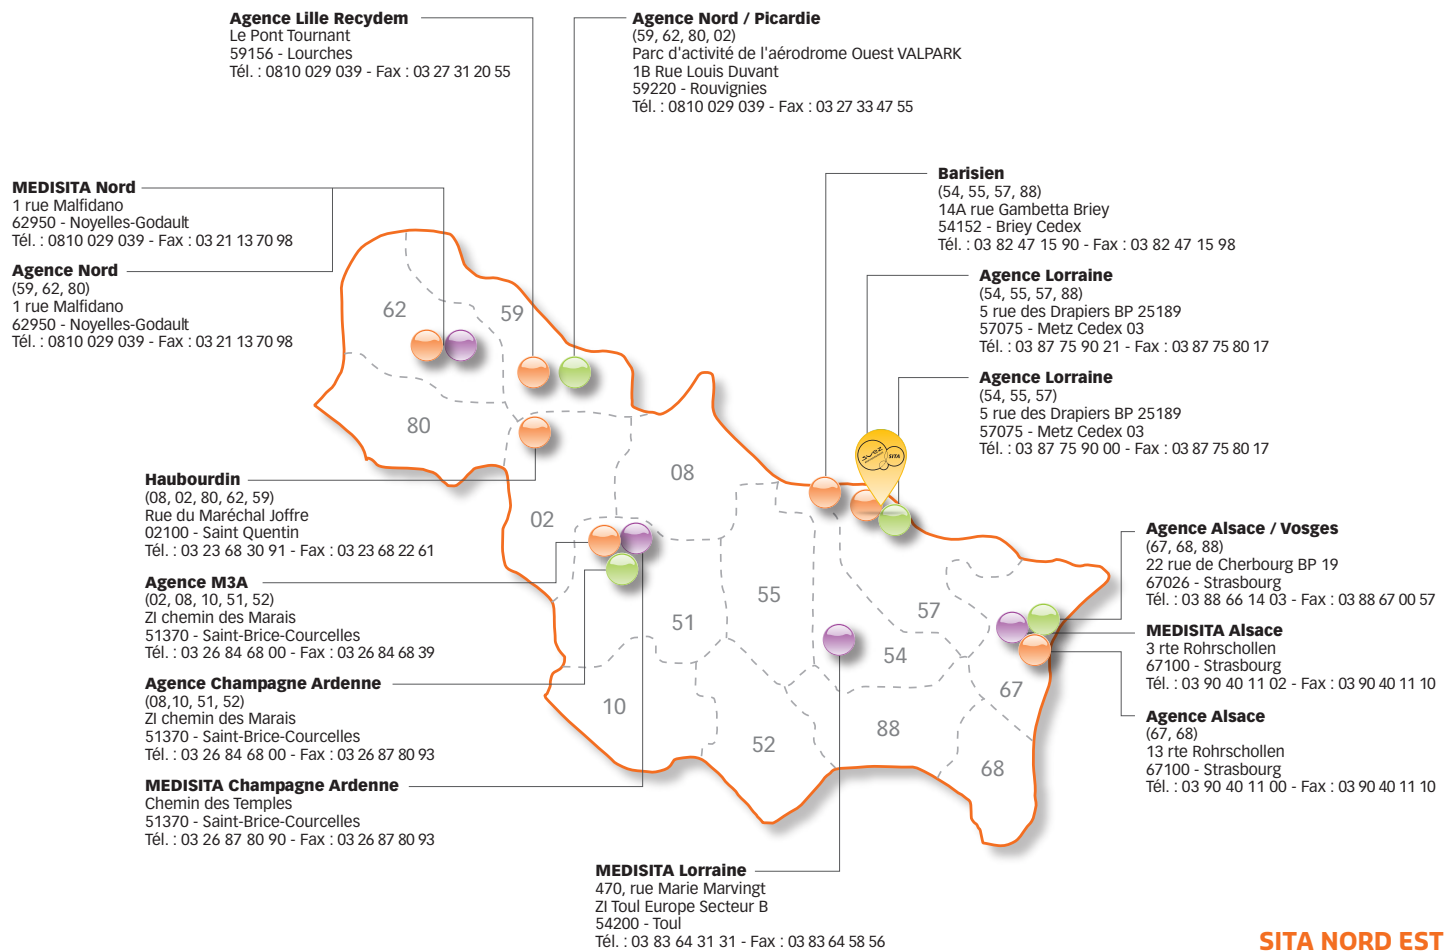 Agence Lille Recydem
Le Pont Tournant
59156 - Lourches
Tél. : 0810 029 039 - Fax : 03 27 31 20 55
Agence Nord / Picardie
(59, 62, 80, 02)
Parc d'activité de l'aérodrome Ouest VALPARK
1B Rue Louis Duvant
59220 - Rouvignies
Tél. : 0810 029 039 - Fax : 03 27 33 47 55
MEDISITA Nord
1 rue Malfidano
62950 - Noyelles-Godault
Tél. : 0810 029 039 - Fax : 03 21 13 70 98
Agence Nord
(59, 62, 80)
1 rue Malfidano
62950 - Noyelles-Godault
Tél. : 0810 029 039 - Fax : 03 21 13 70 98
Barisien
(54, 55, 57, 88)
14A rue Gambetta Briey
54152 - Briey Cedex
Tél. : 03 82 47 15 90 - Fax : 03 82 47 15 98
Agence Lorraine
(54, 55, 57, 88)
5 rue des Drapiers BP 25189
57075 - Metz Cedex 03
Tél. : 03 87 75 90 21 - Fax : 03 87 75 80 17
Agence Lorraine
(54, 55, 57)
5 rue des Drapiers BP 25189
57075 - Metz Cedex 03
Tél. : 03 87 75 90 00 - Fax : 03 87 75 80 17
62
59
80
08
02
51
55
57
54
10
52
88
67
68
SITA
Haubourdin
(08, 02, 80, 62, 59)
Rue du Maréchal Joffre
02100 - Saint Quentin
Tél. : 03 23 68 30 91 - Fax : 03 23 68 22 61
Agence M3A
(02, 08, 10, 51, 52)
ZI chemin des Marais
51370 - Saint-Brice-Courcelles
Tél. : 03 26 84 68 00 - Fax : 03 26 84 68 39
Agence Champagne Ardenne
(08,10, 51, 52)
ZI chemin des Marais
51370 - Saint-Brice-Courcelles
Tél. : 03 26 84 68 00 - Fax : 03 26 87 80 93
MEDISITA Champagne Ardenne
Chemin des Temples
51370 - Saint-Brice-Courcelles
Tél. : 03 26 87 80 90 - Fax : 03 26 87 80 93
Agence Alsace / Vosges
(67, 68, 88)
22 rue de Cherbourg BP 19
67026 - Strasbourg
Tél. : 03 88 66 14 03 - Fax : 03 88 67 00 57
MEDISITA Alsace
3 rte Rohrschollen
67100 - Strasbourg
Tél. : 03 90 40 11 02 - Fax : 03 90 40 11 10
Agence Alsace
(67, 68)
13 rte Rohrschollen
67100 - Strasbourg
Tél. : 03 90 40 11 00 - Fax : 03 90 40 11 10
MEDISITA Lorraine
470, rue Marie Marvingt
ZI Toul Europe Secteur B
54200 - Toul
Tél. : 03 83 64 31 31 - Fax : 03 83 64 58 56
SITA NORD EST